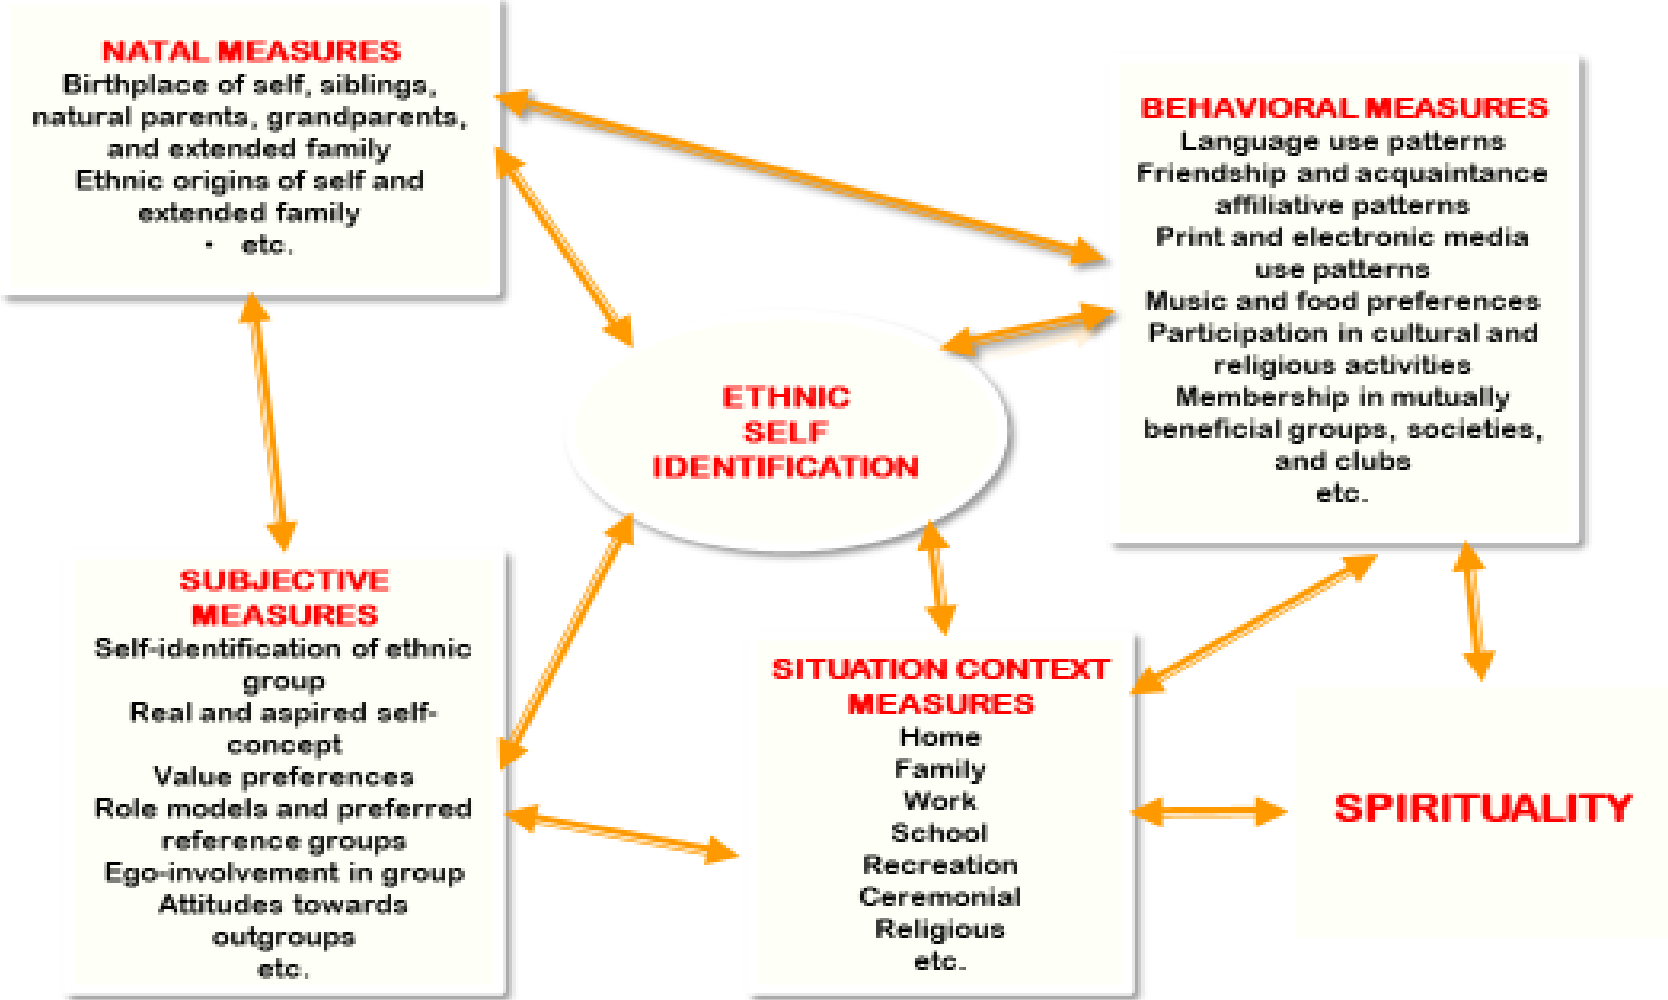 NATAL MEASURES
Birthplace of self, siblings,
natural parents, grandparents,
and extended family
Ethnic origins of self and
extended family
• etc.
BEHAVIORAL MEASURES
Language use patterns
Friendship and acquaintance
affiliative patterns
Print and electronic media
use patterns
Music and food preferences
Participation in cultural and
religious activities
Membership in mutually
beneficial groups, societies,
and clubs
etc.
ETHNIC
SELF
IDENTIFICATION
SUBJECTIVE
MEASURES
Self-identification of ethnic
group
Real and aspired self-
concept
Value preferences
Role models and preferred
reference groups
Ego-involvement in group
Attitudes towards
outgroups
etc.
SITUATION CONTEXT
MEASURES
Home
Family
Work
School
Recreation
Ceremonial
Religious
etc.
SPIRITUALITY